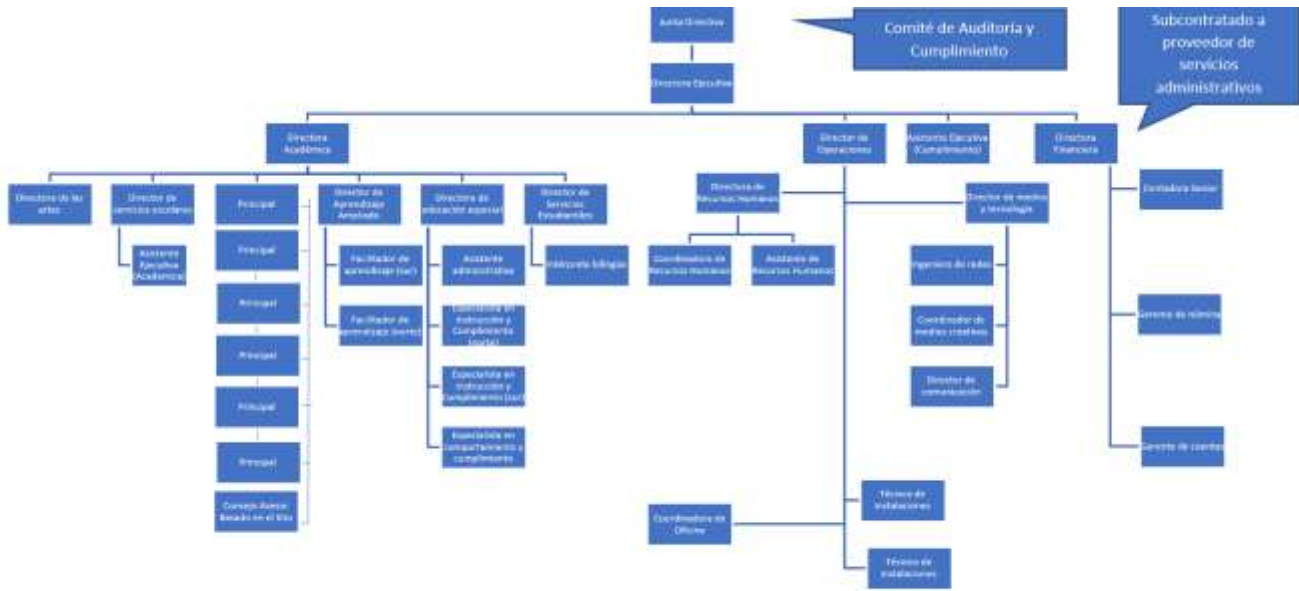 Junta Directiva
Comité de Auditoría y
Cumplimiento
Subcontratado a
proveedor de
servicios
administrativos
Directora Ejecutiva
Directora
Académica
Director de
Operaciones
Asistente Ejecutiva
(Cumplimiento)
Directora
Financiera
Directora de las
artes
Director de
servicios escolares
Principal
Director de
Aprendizaje
Ampliado
Directora de
educación especial
Director de
Servicios
Estudiantiles
Directora de
Recursos Humanos
Director de medios
y tecnología
Contadora Senior
Asistente
Ejecutiva
(Académica)
Principal
Facilitador de
aprendizaje (sur)
Asistente
administrativa
Intérprete bilingüe
Coordinadora de
Recursos Humanos
Asistente de
Recursos Humanos
Ingeniero de redes
Principal
Facilitador de
aprendizaje (norte)
Especialista en
Instrucción y
Cumplimiento
(norte)
Coordinador de
medios creativos
Gerente de nómina
Principal
Especialista en
Instrucción y
Cumplimiento (sur)
Director de
comunicación
Principal
Principal
Especialista en
comportamiento y
cumplimiento
Gerente de cuentas
Consejo Asesor
Basado en el Sitio
Coordinadora de
Oficina
Técnico de
instalaciones
Técnico de
instalaciones